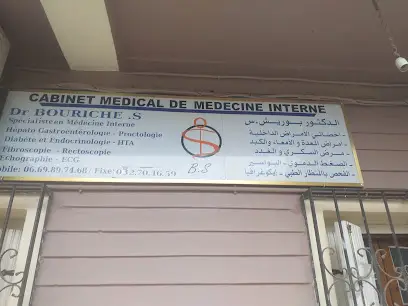 CABINET MEDICAL DE MEDECINE INTERNE
Dr BOURICHE .S
Spécialiste en Médecine Interne
Hépato Gastroentérologie - Proctologie
Diabète et Endocrinologie - HTA
Fibroscopie - Rectoscopie
Echographie - ECG
obile: 06.69.89.74.68 / Fixe: 032.70.16.59
B.S
الدكتور بوريش.س
- أخصائي الأمراض الداخلية
- أمراض المعدة و الأمعاء والكبد
- مرض السكري و الغدد
- الضغط الدموي - البواسير
- الفحص بالمنظار الطبي - إيكوغرافيا